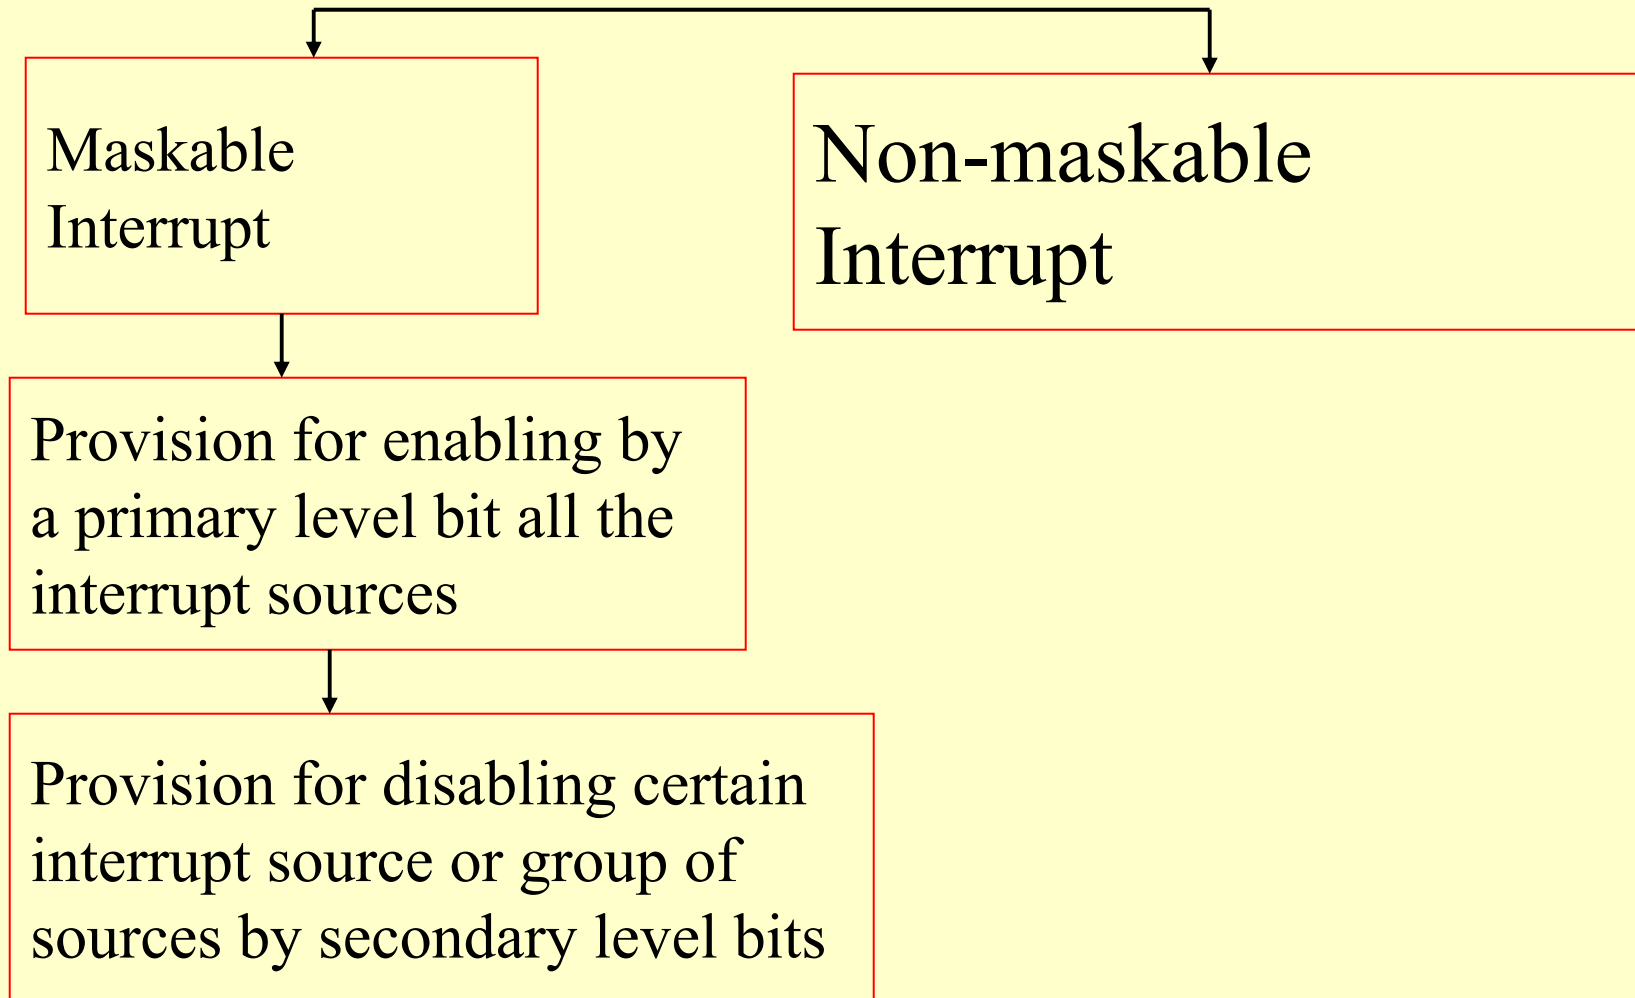 Maskable
Interrupt
Non-maskable
Interrupt
Provision for enabling by
a primary level bit all the
interrupt sources
Provision for disabling certain
interrupt source or group of
sources by secondary level bits